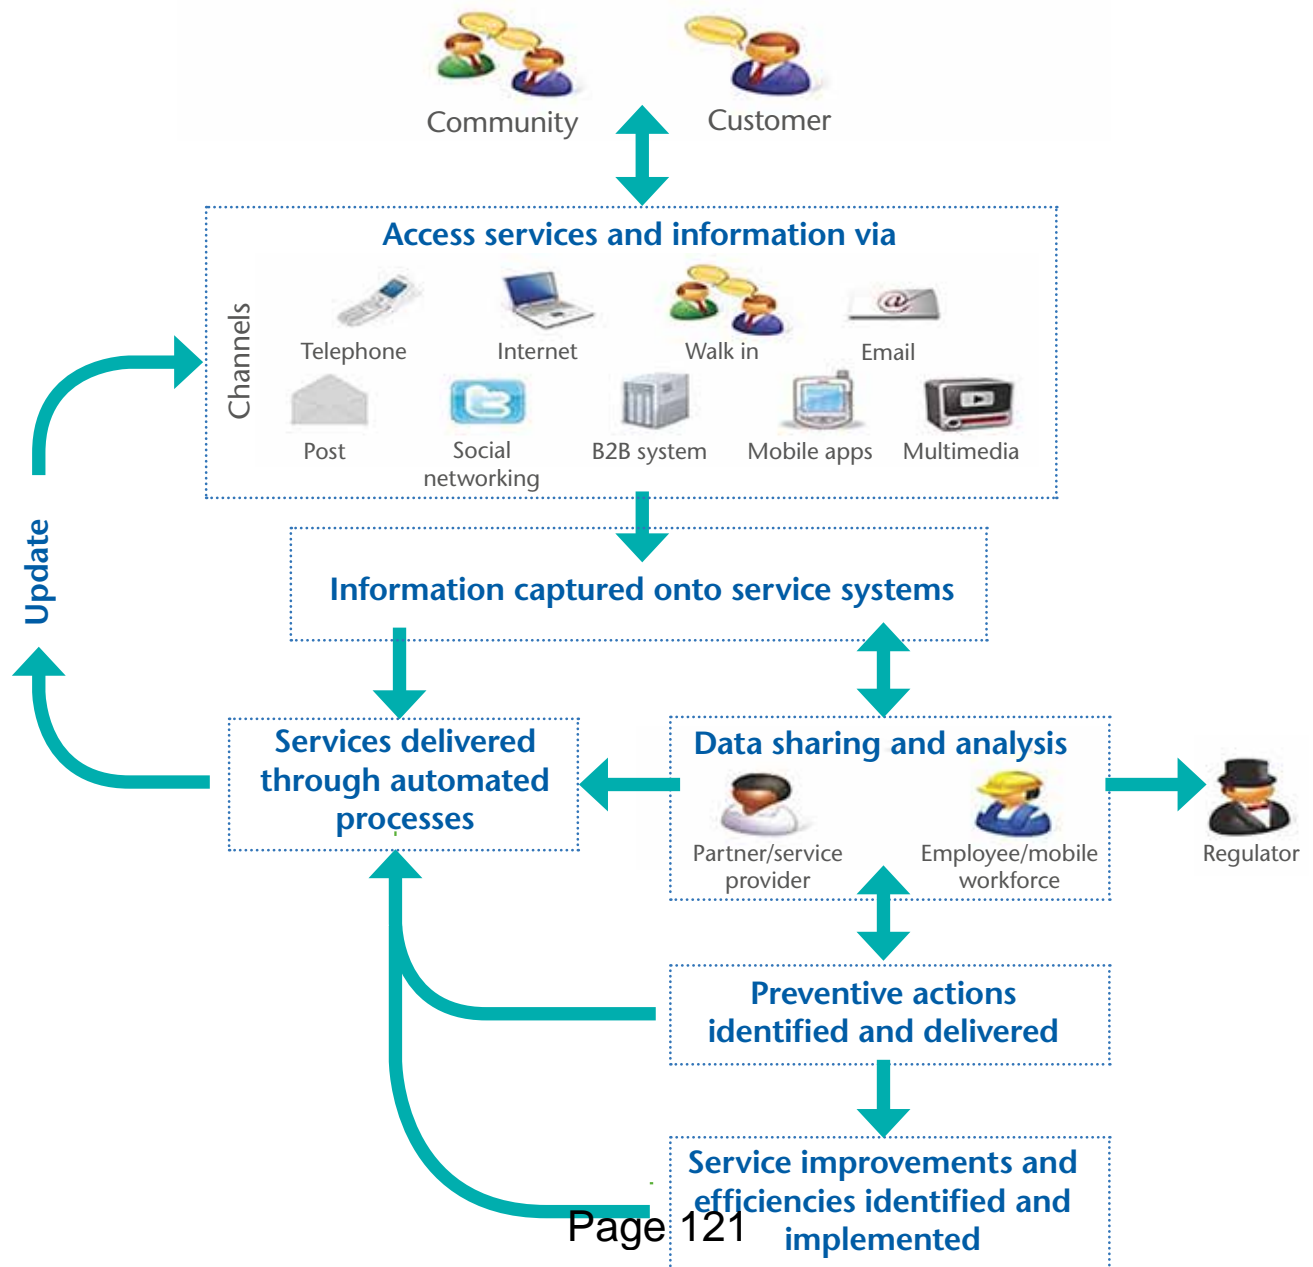 Community
Customer
Access services and information via
Channels
Telephone
Internet
Walk in
Email
Post
Social
networking
B2B system
Mobile apps
Multimedia
Information captured onto service systems
Update
Services delivered
through automated
processes
Data sharing and analysis
Partner/service
provider
Employee/mobile
workforce
Regulator
Preventive actions
identified and delivered
Service improvements and
efficiencies identified and
implemented
Page 121